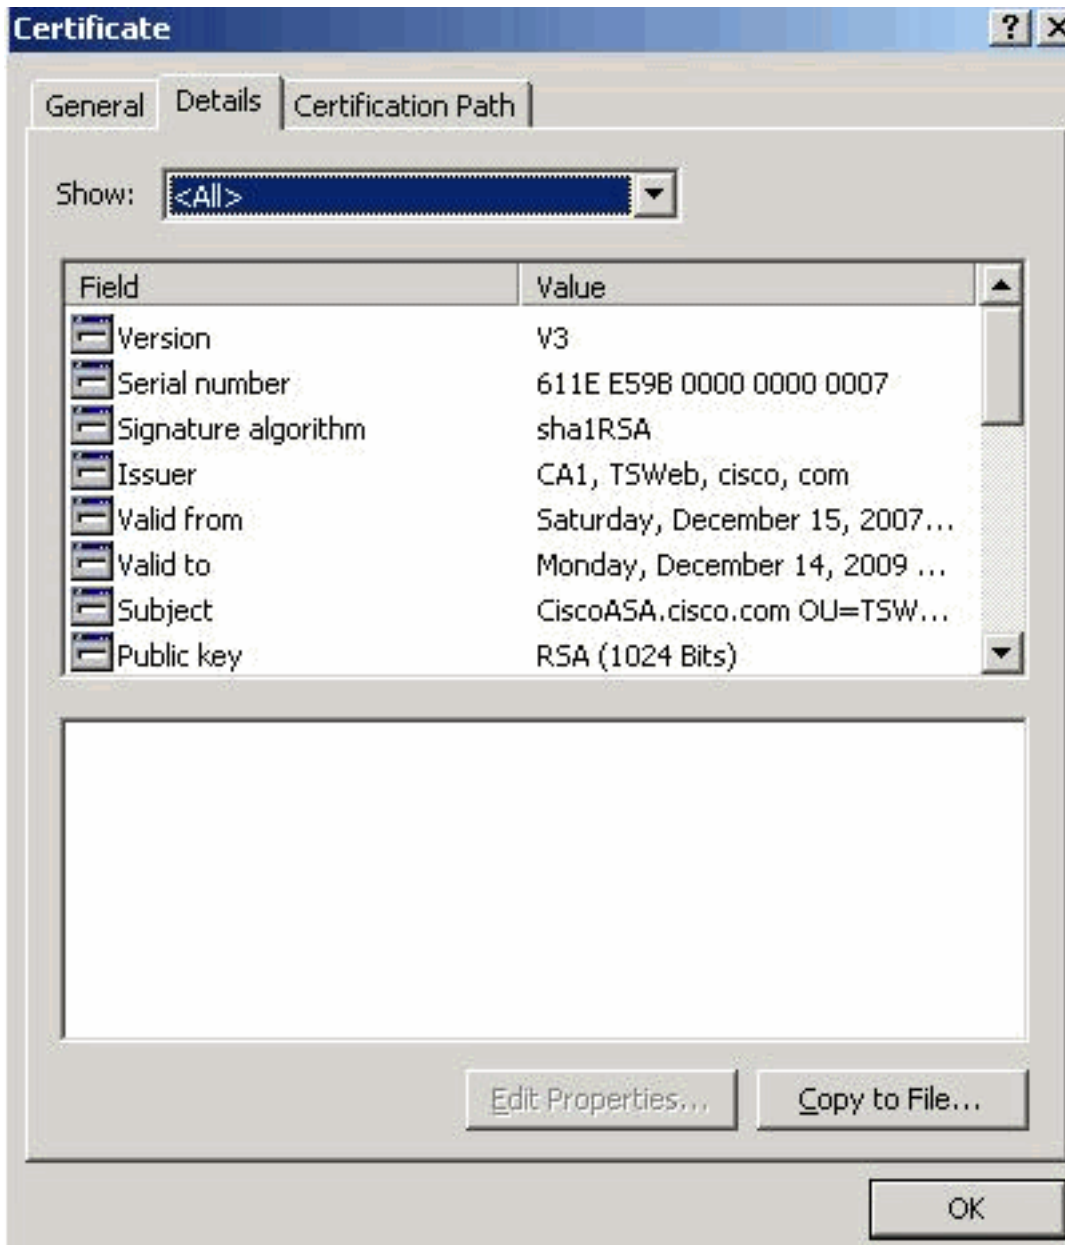 Certificate
General Details Certification Path
Show: <All>
Field Value
Version V3
Serial number 611E E59B 0000 0000 0007
Signature algorithm sha1RSA
Issuer CA1, TSWeb, cisco, com
Valid from Saturday, December 15, 2007...
Valid to Monday, December 14, 2009 ...
Subject CiscoASA.cisco.com OU=TSW...
Public key RSA (1024 Bits)
Edit Properties... Copy to File...
OK